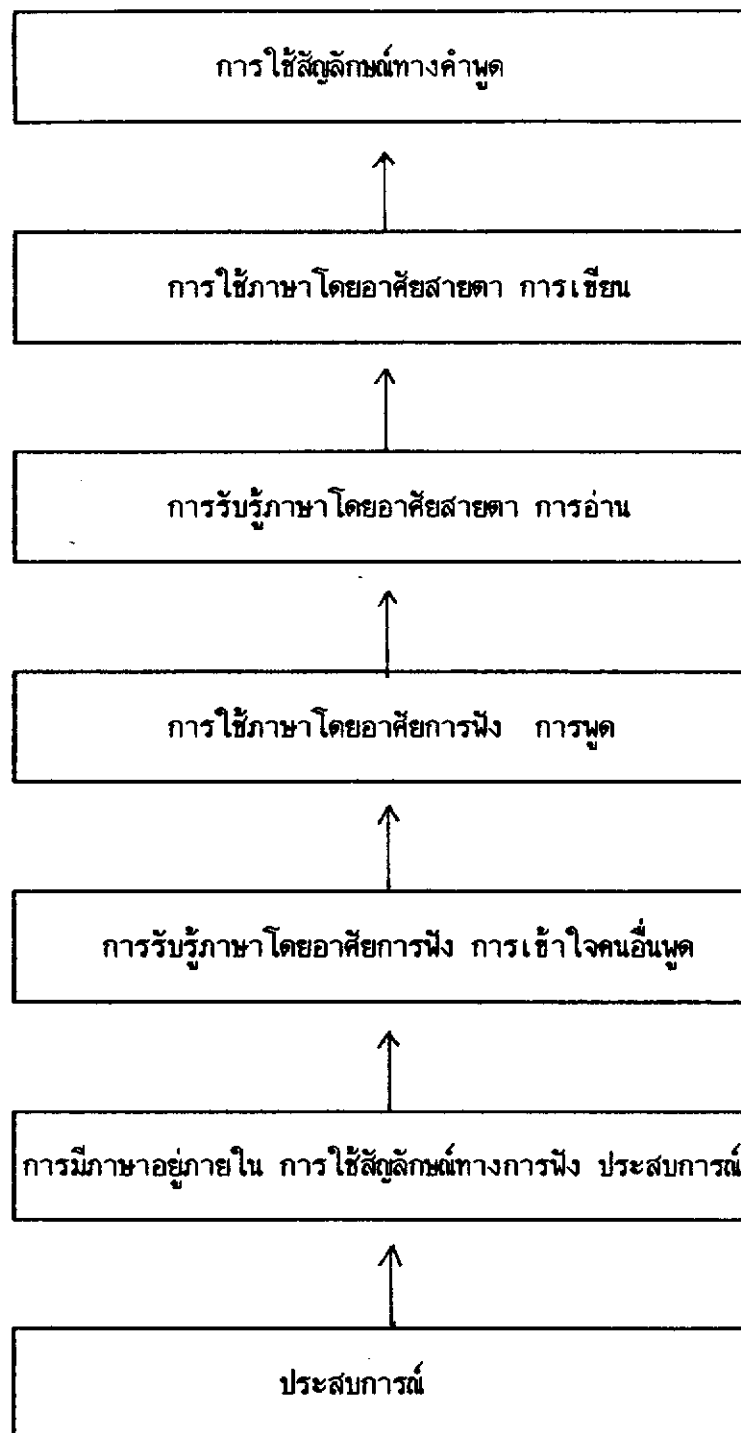 การใช้สัญลักษณ์ทางคำพูด
การใช้ภาษาโดยอาศัยสายตา การเขียน
การรับรู้ภาษาโดยอาศัยสายตา การอ่าน
การใช้ภาษาโดยอาศัยการฟัง การพูด
การรับรู้ภาษาโดยอาศัยการฟัง การเข้าใจคนอื่นพูด
การมีภาษาอยู่ภายใน การใช้สัญลักษณ์ทางการฟัง ประสบการณ์
ประสบการณ์